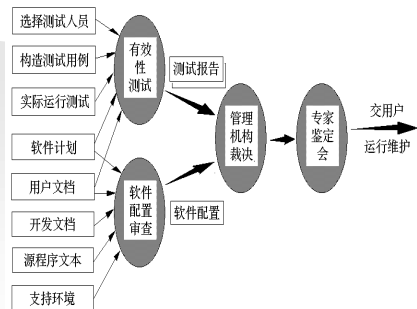 选择测试人员
构造测试用例
实际运行测试
软件计划
用户文档
开发文档
源程序文本
支持环境
有效
性
测试
测试报告
软件
配置
审查
软件配置
管理
机构
裁决
专家
鉴定
会
交用户
运行维护